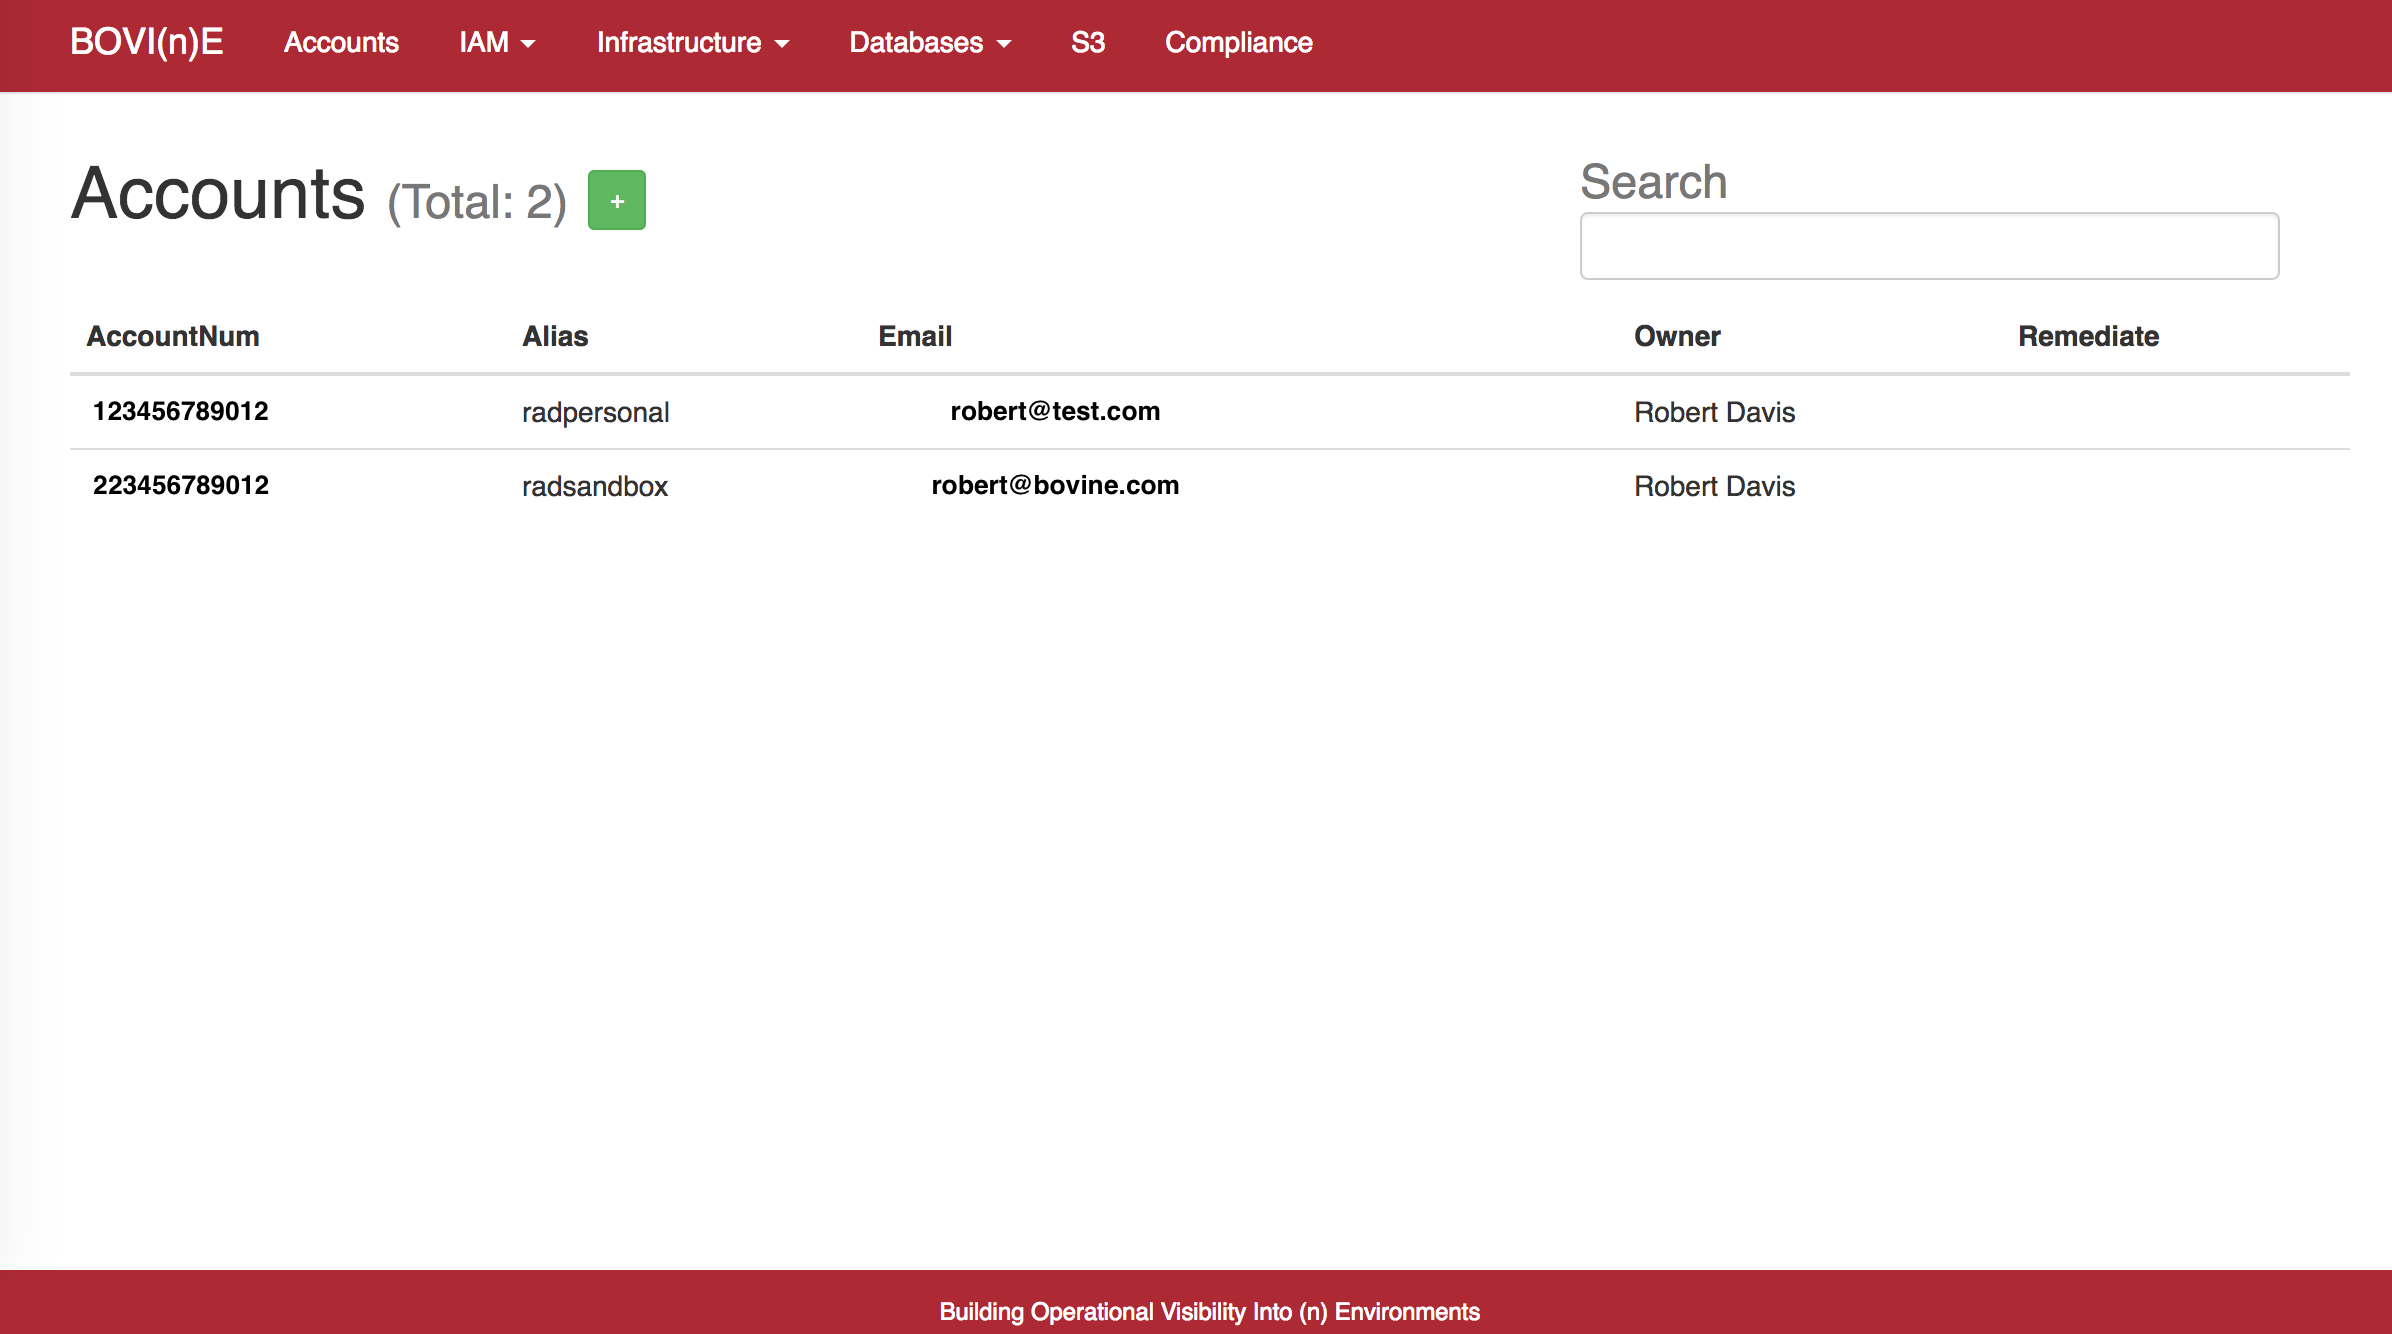 BOVI(n)E Accounts IAM Infrastructure Databases S3 Compliance
Accounts (Total: 2) +
Search
AccountNum Alias Email Owner Remediate
123456789012 radpersonal robert@test.com Robert Davis
223456789012 radsandbox robert@bovine.com Robert Davis
Building Operational Visibility Into (n) Environments